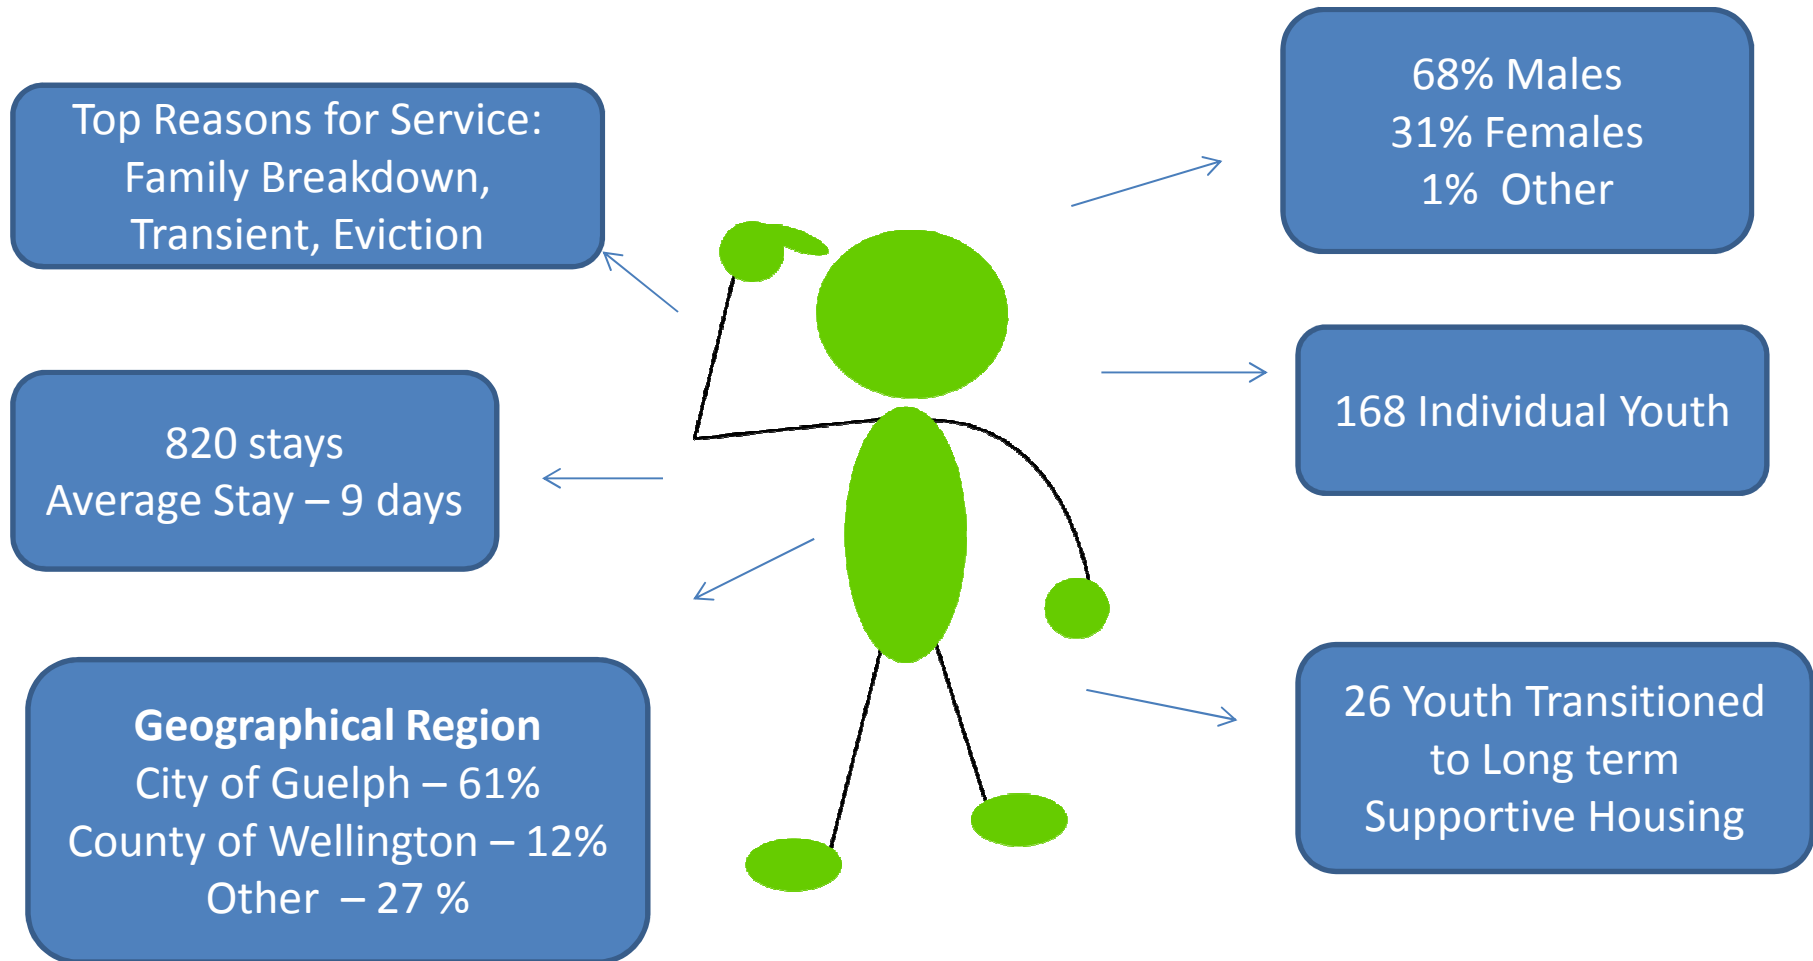 Top Reasons for Service:
Family Breakdown,
Transient, Eviction
820 stays
Average Stay – 9 days
Geographical Region
City of Guelph – 61%
County of Wellington – 12%
Other – 27 %
68% Males
31% Females
1% Other
168 Individual Youth
26 Youth Transitioned
to Long term
Supportive Housing